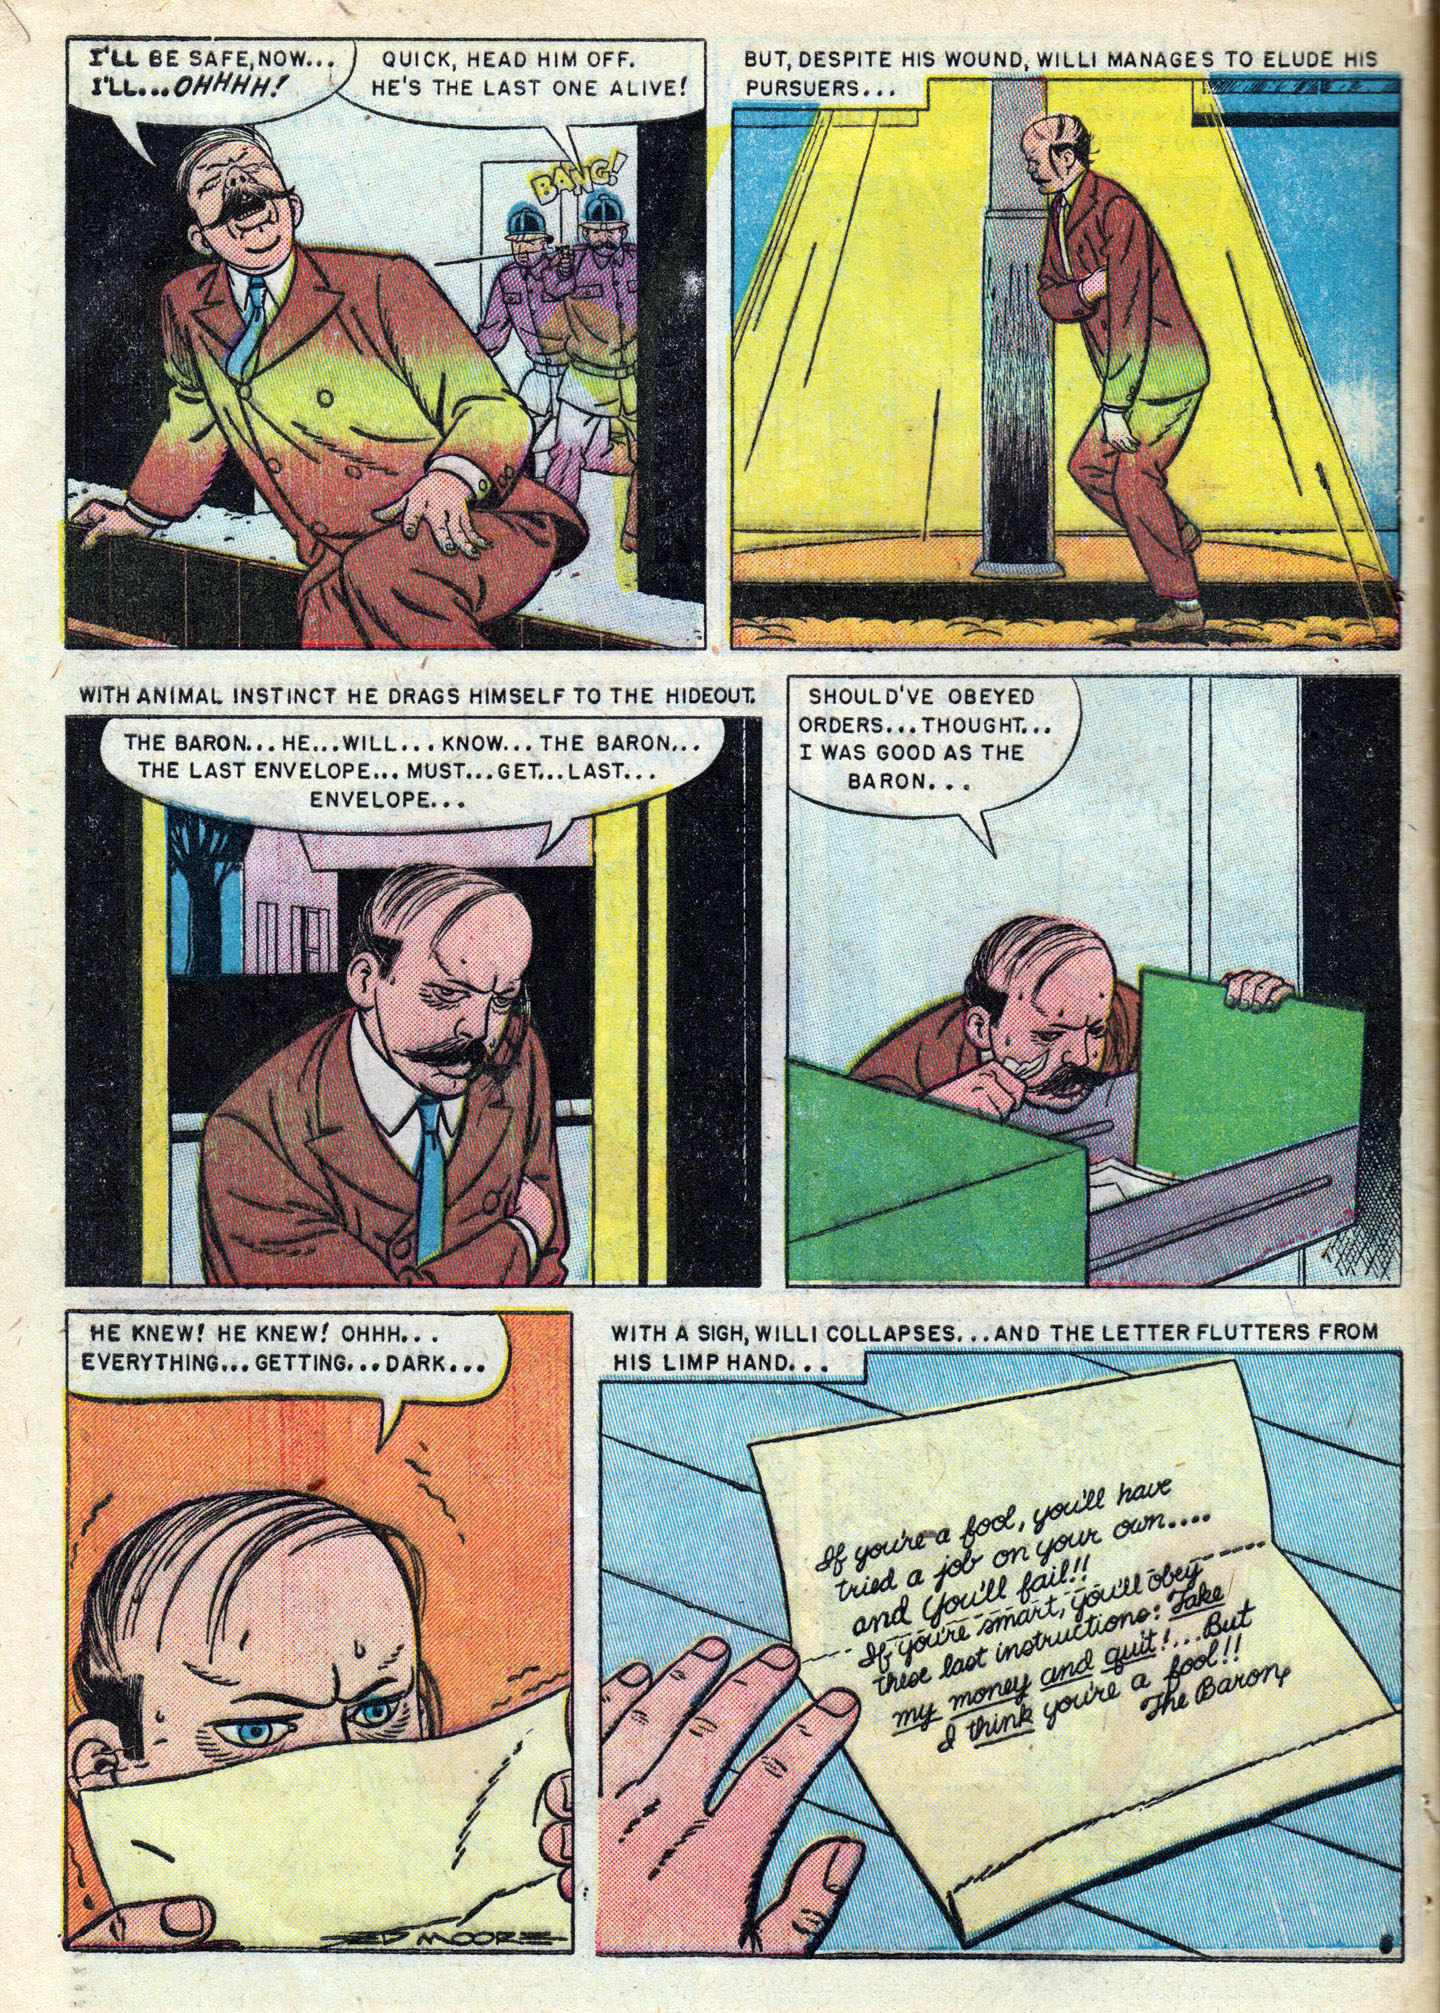 I'LL BE SAFE, NOW...
I'LL...OHHHH!
QUICK, HEAD HIM OFF.
HE'S THE LAST ONE ALIVE!
BANG!
BUT, DESPITE HIS WOUND, WILLI MANAGES TO ELUDE HIS
PURSUERS...
WITH ANIMAL INSTINCT HE DRAGS HIMSELF TO THE HIDEOUT.
THE BARON...HE...WILL...KNOW...THE BARON...
THE LAST ENVELOPE...MUST...GET...LAST...
ENVELOPE...
SHOULD'VE OBEYED
ORDERS...THOUGHT...
I WAS GOOD AS THE
BARON...
HE KNEW! HE KNEW! OHHH...
EVERYTHING...GETTING...DARK...
ED MOORE
WITH A SIGH, WILLI COLLAPSES...AND THE LETTER FLUTTERS FROM
HIS LIMP HAND...
If you're a fool, you'll have
tried a job on your own....
and you'll fail!!
If you're smart, you'll obey
these last instructions: Take
my money and quit!...But
I think you're a fool!!
The Baron,